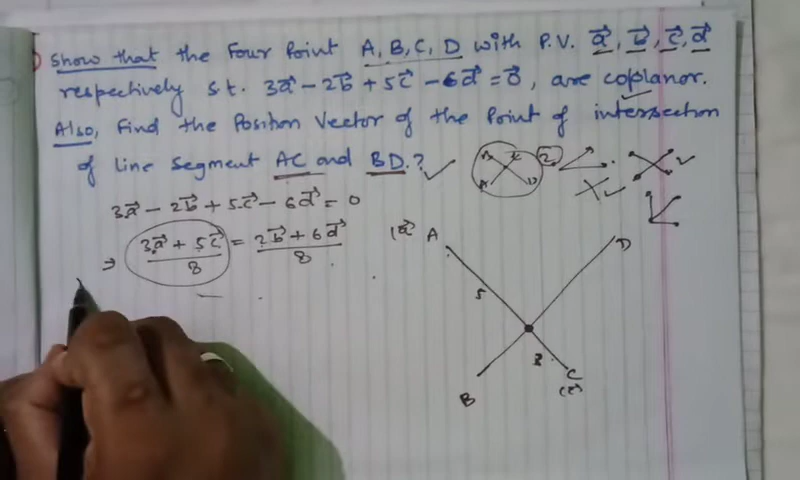 Show that the Four Point A, B, C, D with P.V. a⃗, b⃗, c⃗, d⃗
respectively s.t. 3a⃗ - 2b⃗ + 5c⃗ - 6d⃗ = 0⃗, are coplanor.
Also, Find the Position Vector of the Point of intersection
of Line Segment AC and BD.?
3a⃗ - 2b⃗ + 5c⃗ - 6d⃗ = 0
⇒ (3a⃗ + 5c⃗)/8 = (2b⃗ + 6d⃗)/8
(a⃗) A
D
5
3
B
C
(c⃗)